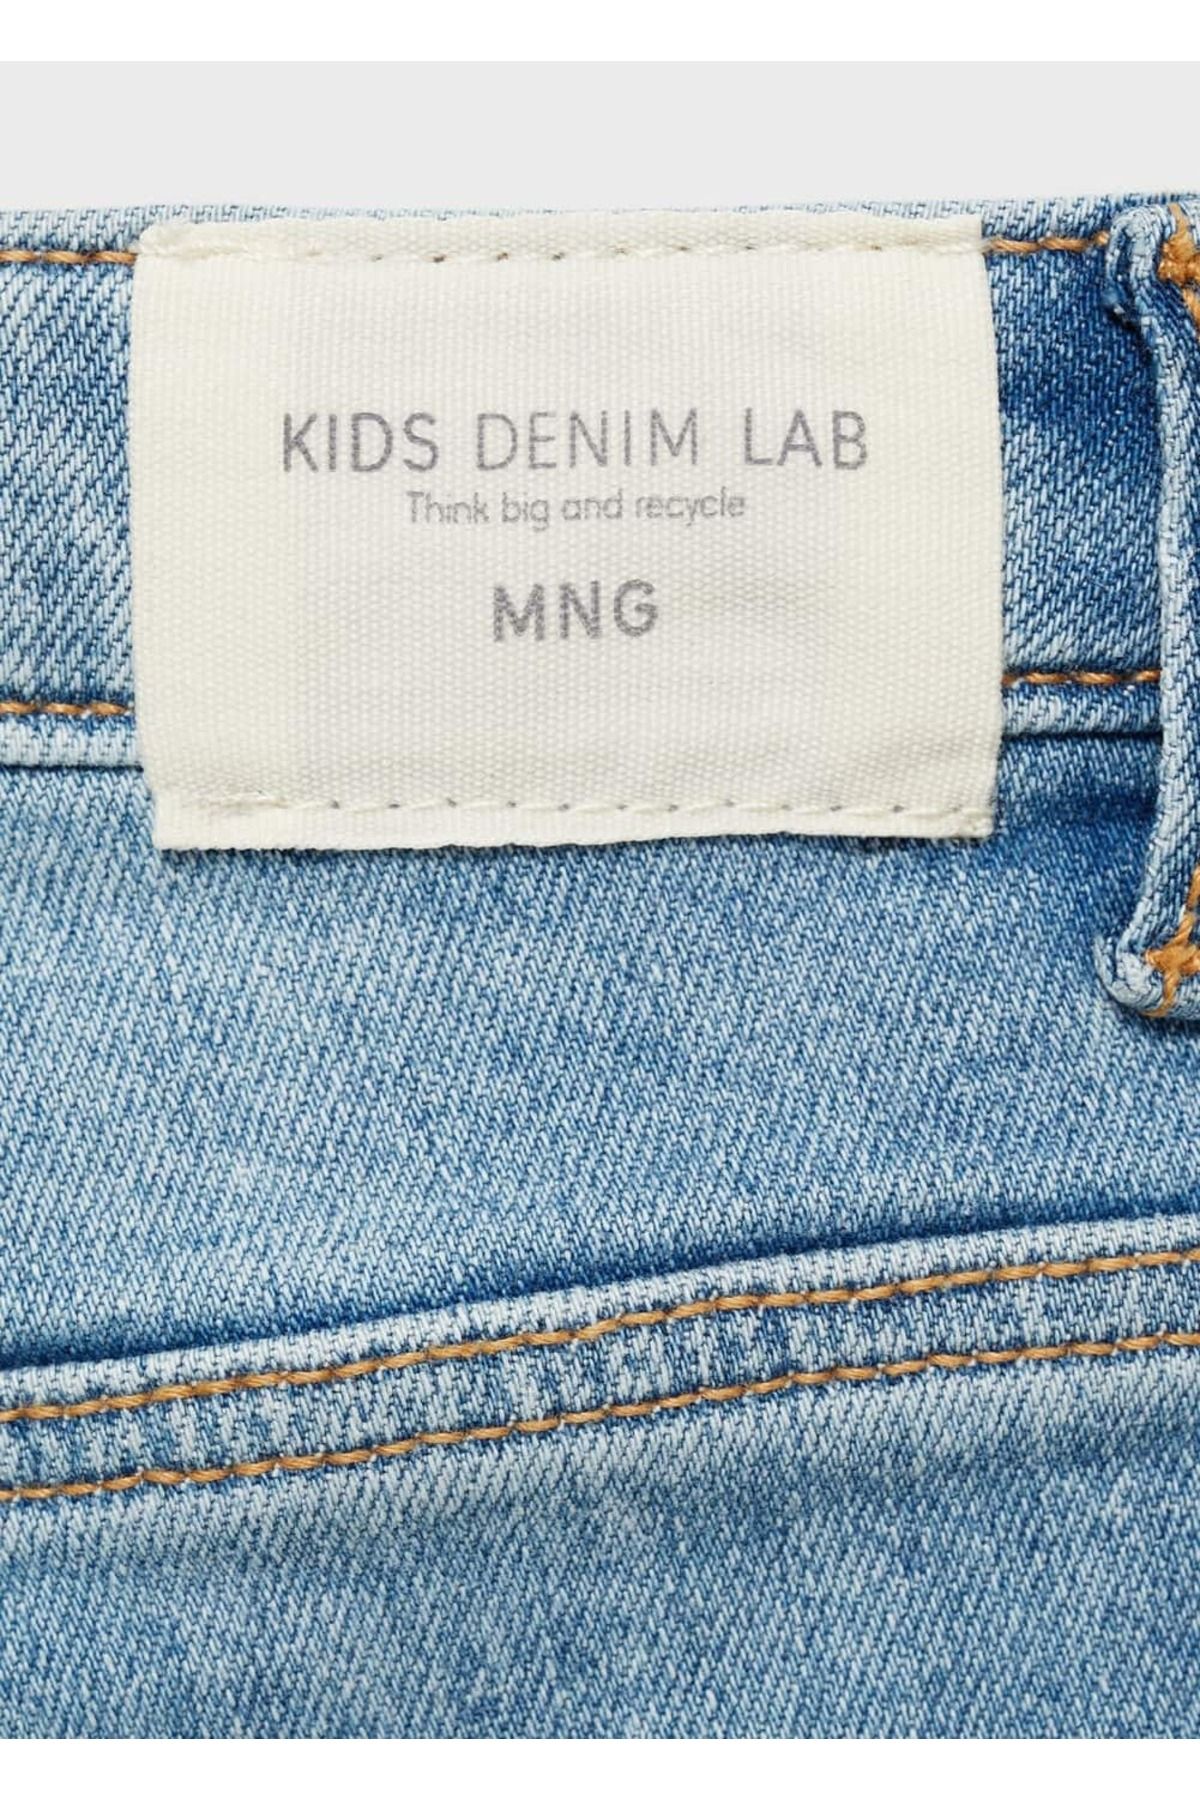 KIDS DENIM LAB
Think big and recycle
MNG